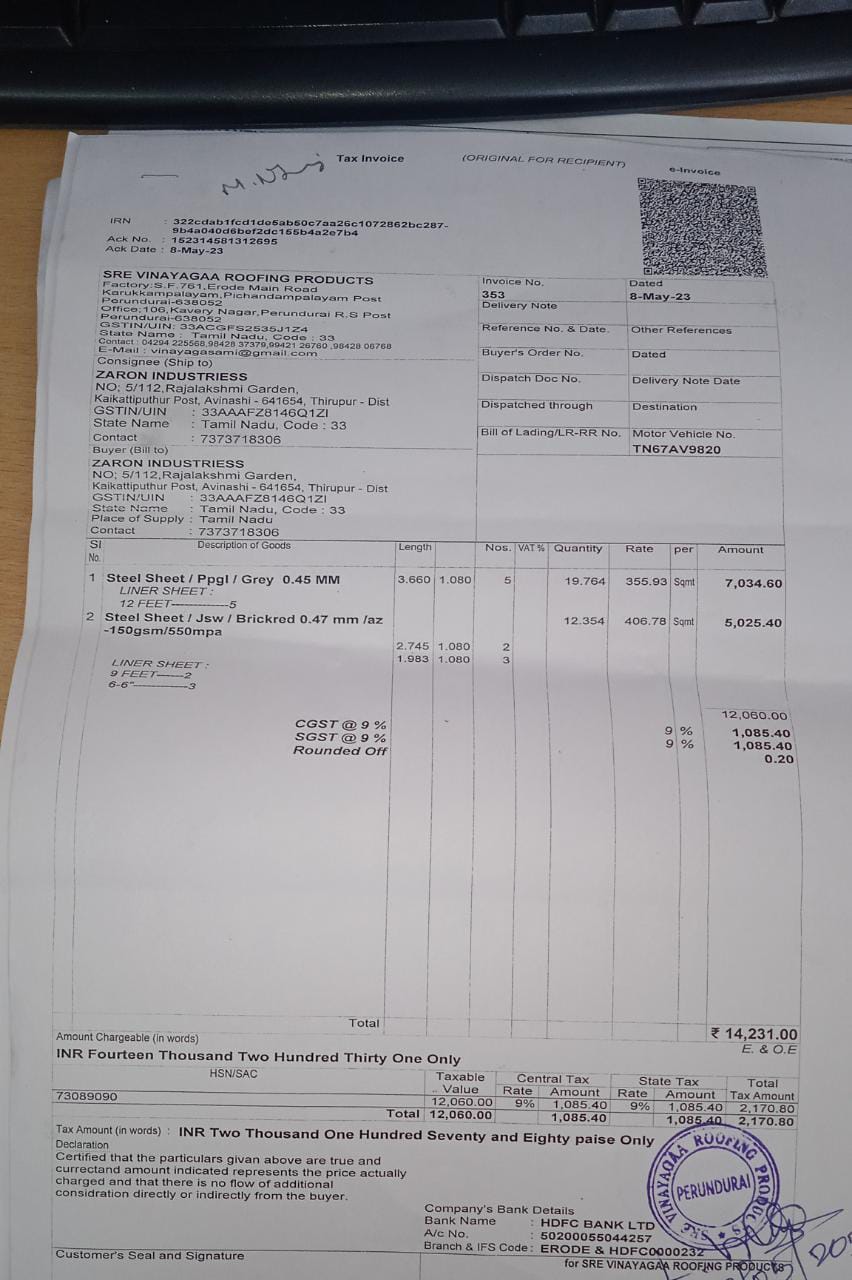 Tax Invoice
(ORIGINAL FOR RECIPIENT)
e-Invoice
IRN : 322cdab1fcd1de5ab50c7aa26c1072862bc287-
9b4a040d6bef2dc155b4a2e7b4
Ack No. : 152314581312695
Ack Date : 8-May-23
SRE VINAYAGAA ROOFING PRODUCTS
Factory:S.F.761,Erode Main Road
Karukkampalayam,Pichandampalayam Post
Perundurai-638052
Office:106,Kavery Nagar,Perundurai R.S Post
Perundurai-638052
GSTIN/UIN: 33ACGFS2535J1Z4
State Name : Tamil Nadu, Code : 33
Contact : 04294 225568,98428 37379,99421 26760 ,98428 06768
E-Mail : vinayagasami@gmail.com
Invoice No. Dated
353 8-May-23
Delivery Note
Reference No. & Date. Other References
Buyer's Order No. Dated
Dispatch Doc No. Delivery Note Date
Dispatched through Destination
Bill of Lading/LR-RR No. Motor Vehicle No.
TN67AV9820
Consignee (Ship to)
ZARON INDUSTRIESS
NO; 5/112,Rajalakshmi Garden,
Kaikattiputhur Post, Avinashi - 641654, Thirupur - Dist
GSTIN/UIN : 33AAAFZ8146Q1ZI
State Name : Tamil Nadu, Code : 33
Contact : 7373718306
Buyer (Bill to)
ZARON INDUSTRIESS
NO; 5/112,Rajalakshmi Garden,
Kaikattiputhur Post, Avinashi - 641654, Thirupur - Dist
GSTIN/UIN : 33AAAFZ8146Q1ZI
State Name : Tamil Nadu, Code : 33
Place of Supply : Tamil Nadu
Contact : 7373718306
Sl No. Description of Goods Length Nos. VAT % Quantity Rate per Amount
1 Steel Sheet / Ppgl / Grey 0.45 MM 3.660 1.080 5 19.764 355.93 Sqmt 7,034.60
LINER SHEET :
12 FEET--------------5
2 Steel Sheet / Jsw / Brickred 0.47 mm /az 12.354 406.78 Sqmt 5,025.40
-150gsm/550mpa
2.745 1.080 2
1.983 1.080 3
LINER SHEET :
9 FEET------2
6-6"-------------3
12,060.00
CGST @ 9 % 9 % 1,085.40
SGST @ 9 % 9 % 1,085.40
Rounded Off 0.20
Total ₹ 14,231.00
Amount Chargeable (in words) E. & O.E
INR Fourteen Thousand Two Hundred Thirty One Only
HSN/SAC Taxable Value Central Tax State Tax Total Tax Amount
Rate Amount Rate Amount
73089090 12,060.00 9% 1,085.40 9% 1,085.40 2,170.80
Total 12,060.00 1,085.40 1,085.40 2,170.80
Tax Amount (in words) : INR Two Thousand One Hundred Seventy and Eighty paise Only
Declaration
Certified that the particulars givan above are true and
currectand amount indicated represents the price actually
charged and that there is no flow of additional
considration directly or indirectly from the buyer.
SRE VINAYAGAA ROOFING PRODUCTS
PERUNDURAI
Company's Bank Details
Bank Name : HDFC BANK LTD
A/c No. : 50200055044257
Branch & IFS Code : ERODE & HDFC0000232
Customer's Seal and Signature
for SRE VINAYAGAA ROOFING PRODUCTS